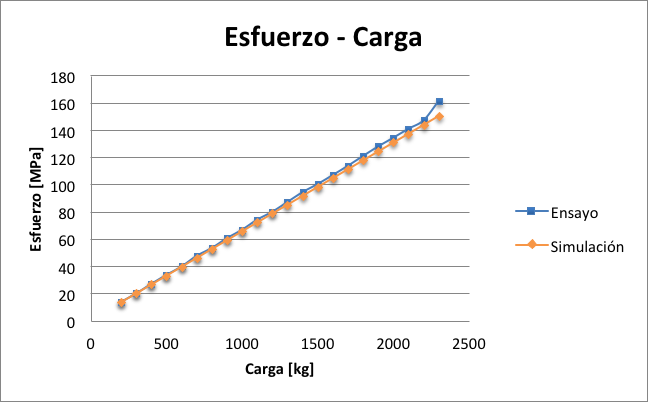 Esfuerzo - Carga
180
160
140
120
100
80
60
40
20
0
Esfuerzo [MPa]
0 500 1000 1500 2000 2500
Carga [kg]
Ensayo
Simulación